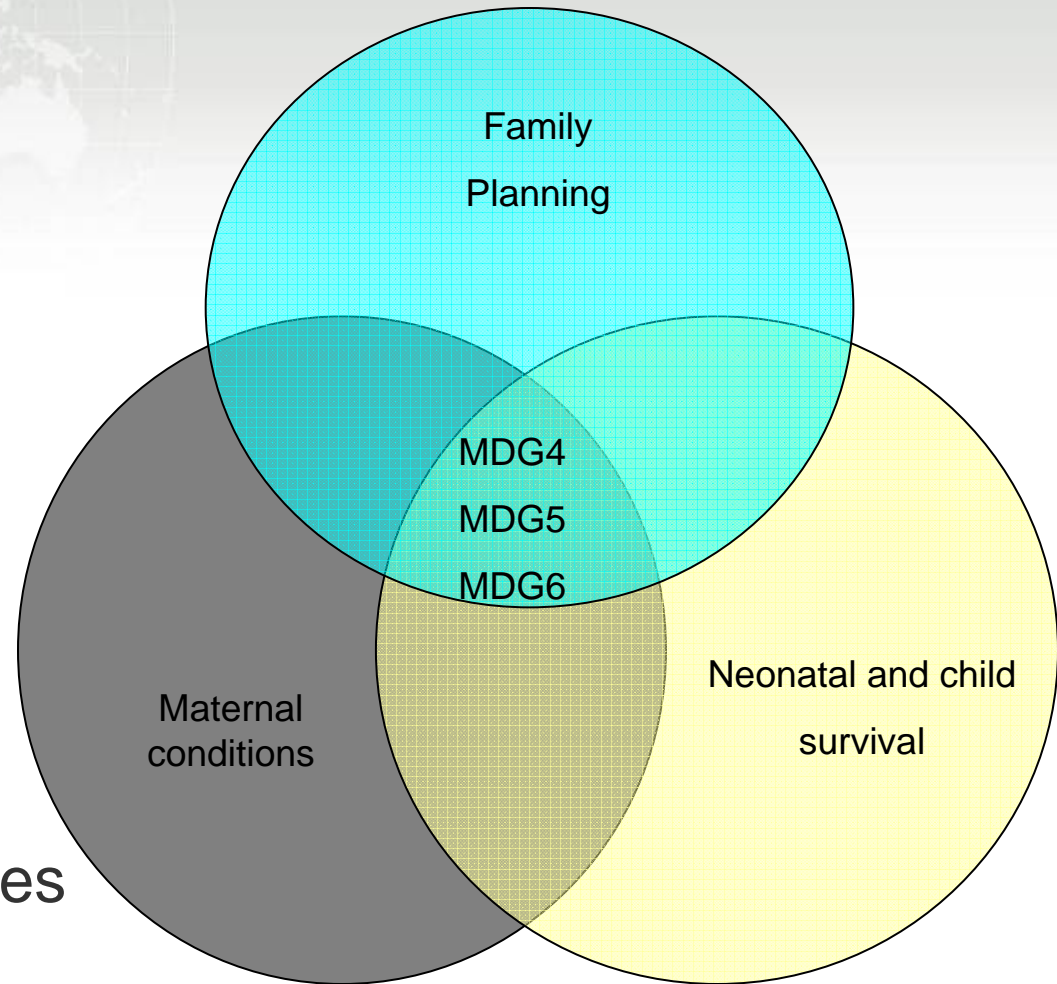 Family
Planning
MDG4
MDG5
MDG6
Neonatal and child
survival
Maternal
conditions
es